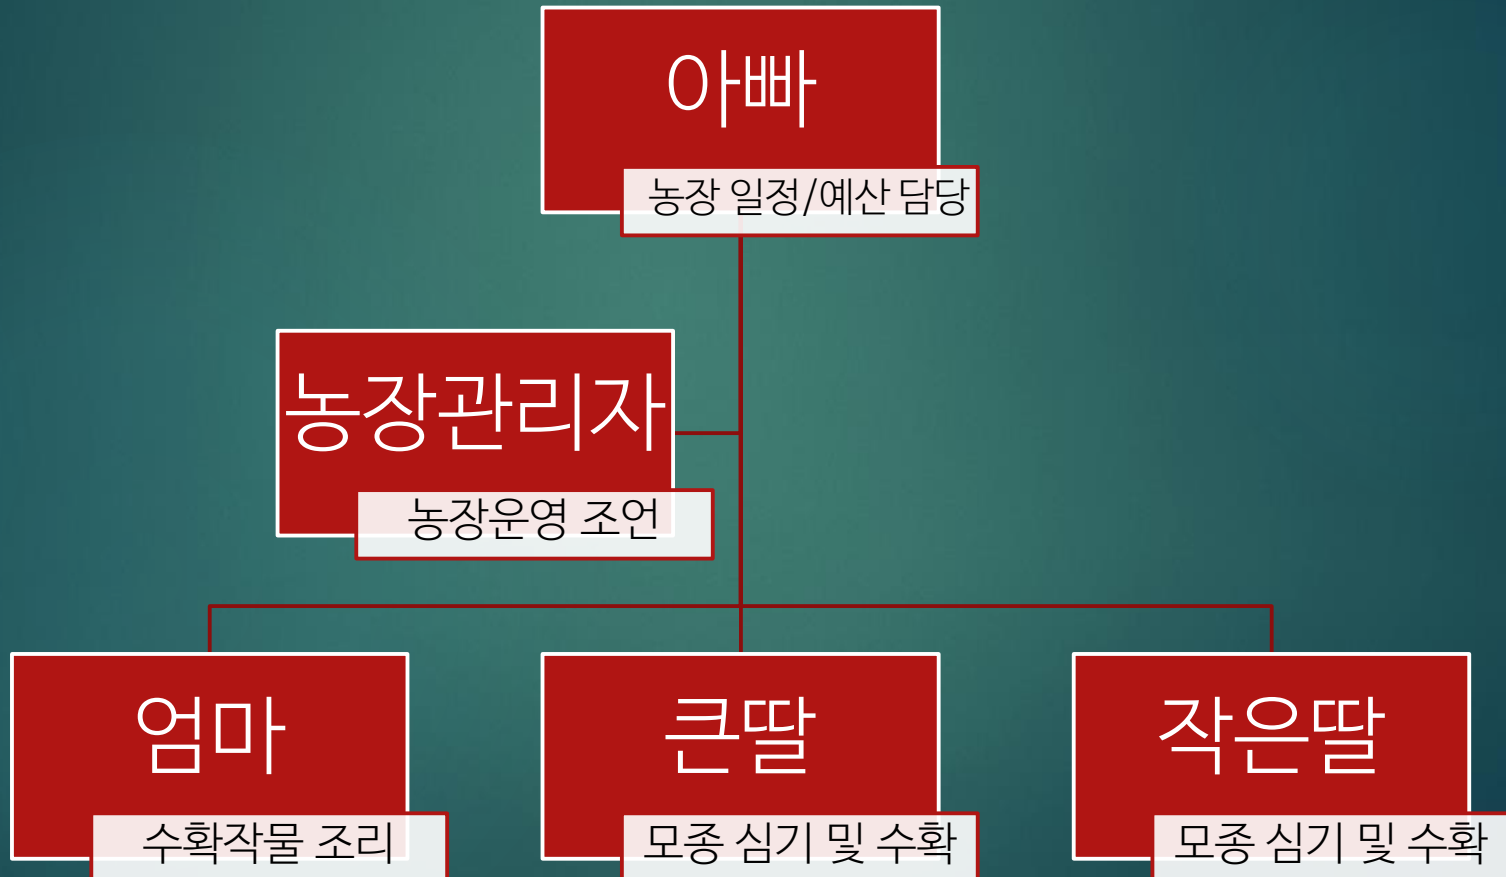 아빠
농장 일정/예산 담당
농장관리자
농장운영 조언
엄마
수확작물 조리
큰딸
모종 심기 및 수확
작은딸
모종 심기 및 수확